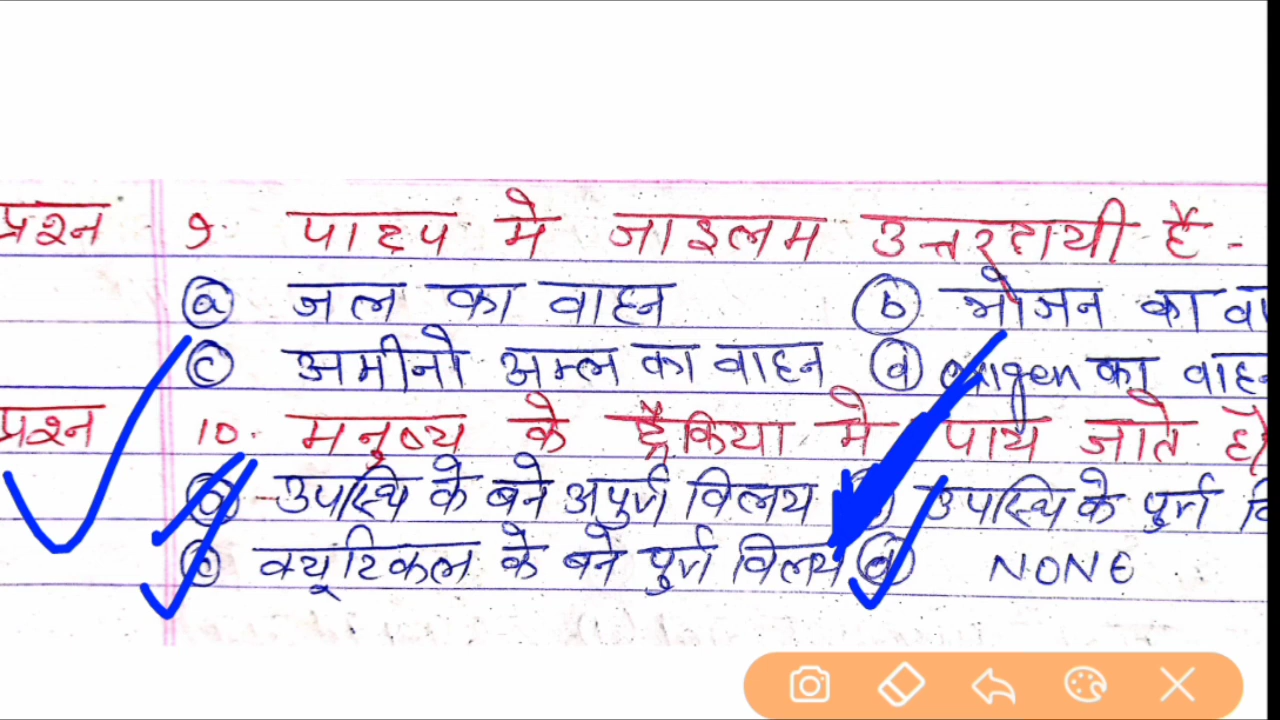 प्रश्न 9. पादप मे जाइलम उत्तरदायी है -
ⓐ जल का वाहन ⓑ भोजन का वा
ⓒ अमीनो अम्ल का वाहन ⓓ का वाहन
प्रश्न 10. मनुष्य के ट्रैकिया मे पाये जाते है
ⓐ उपास्थि के बने अपुर्ण विलय उपास्थि के पुर्ण वि
ⓒ क्यूटिकल के बने पुर्ण विलय ⓓ NONE